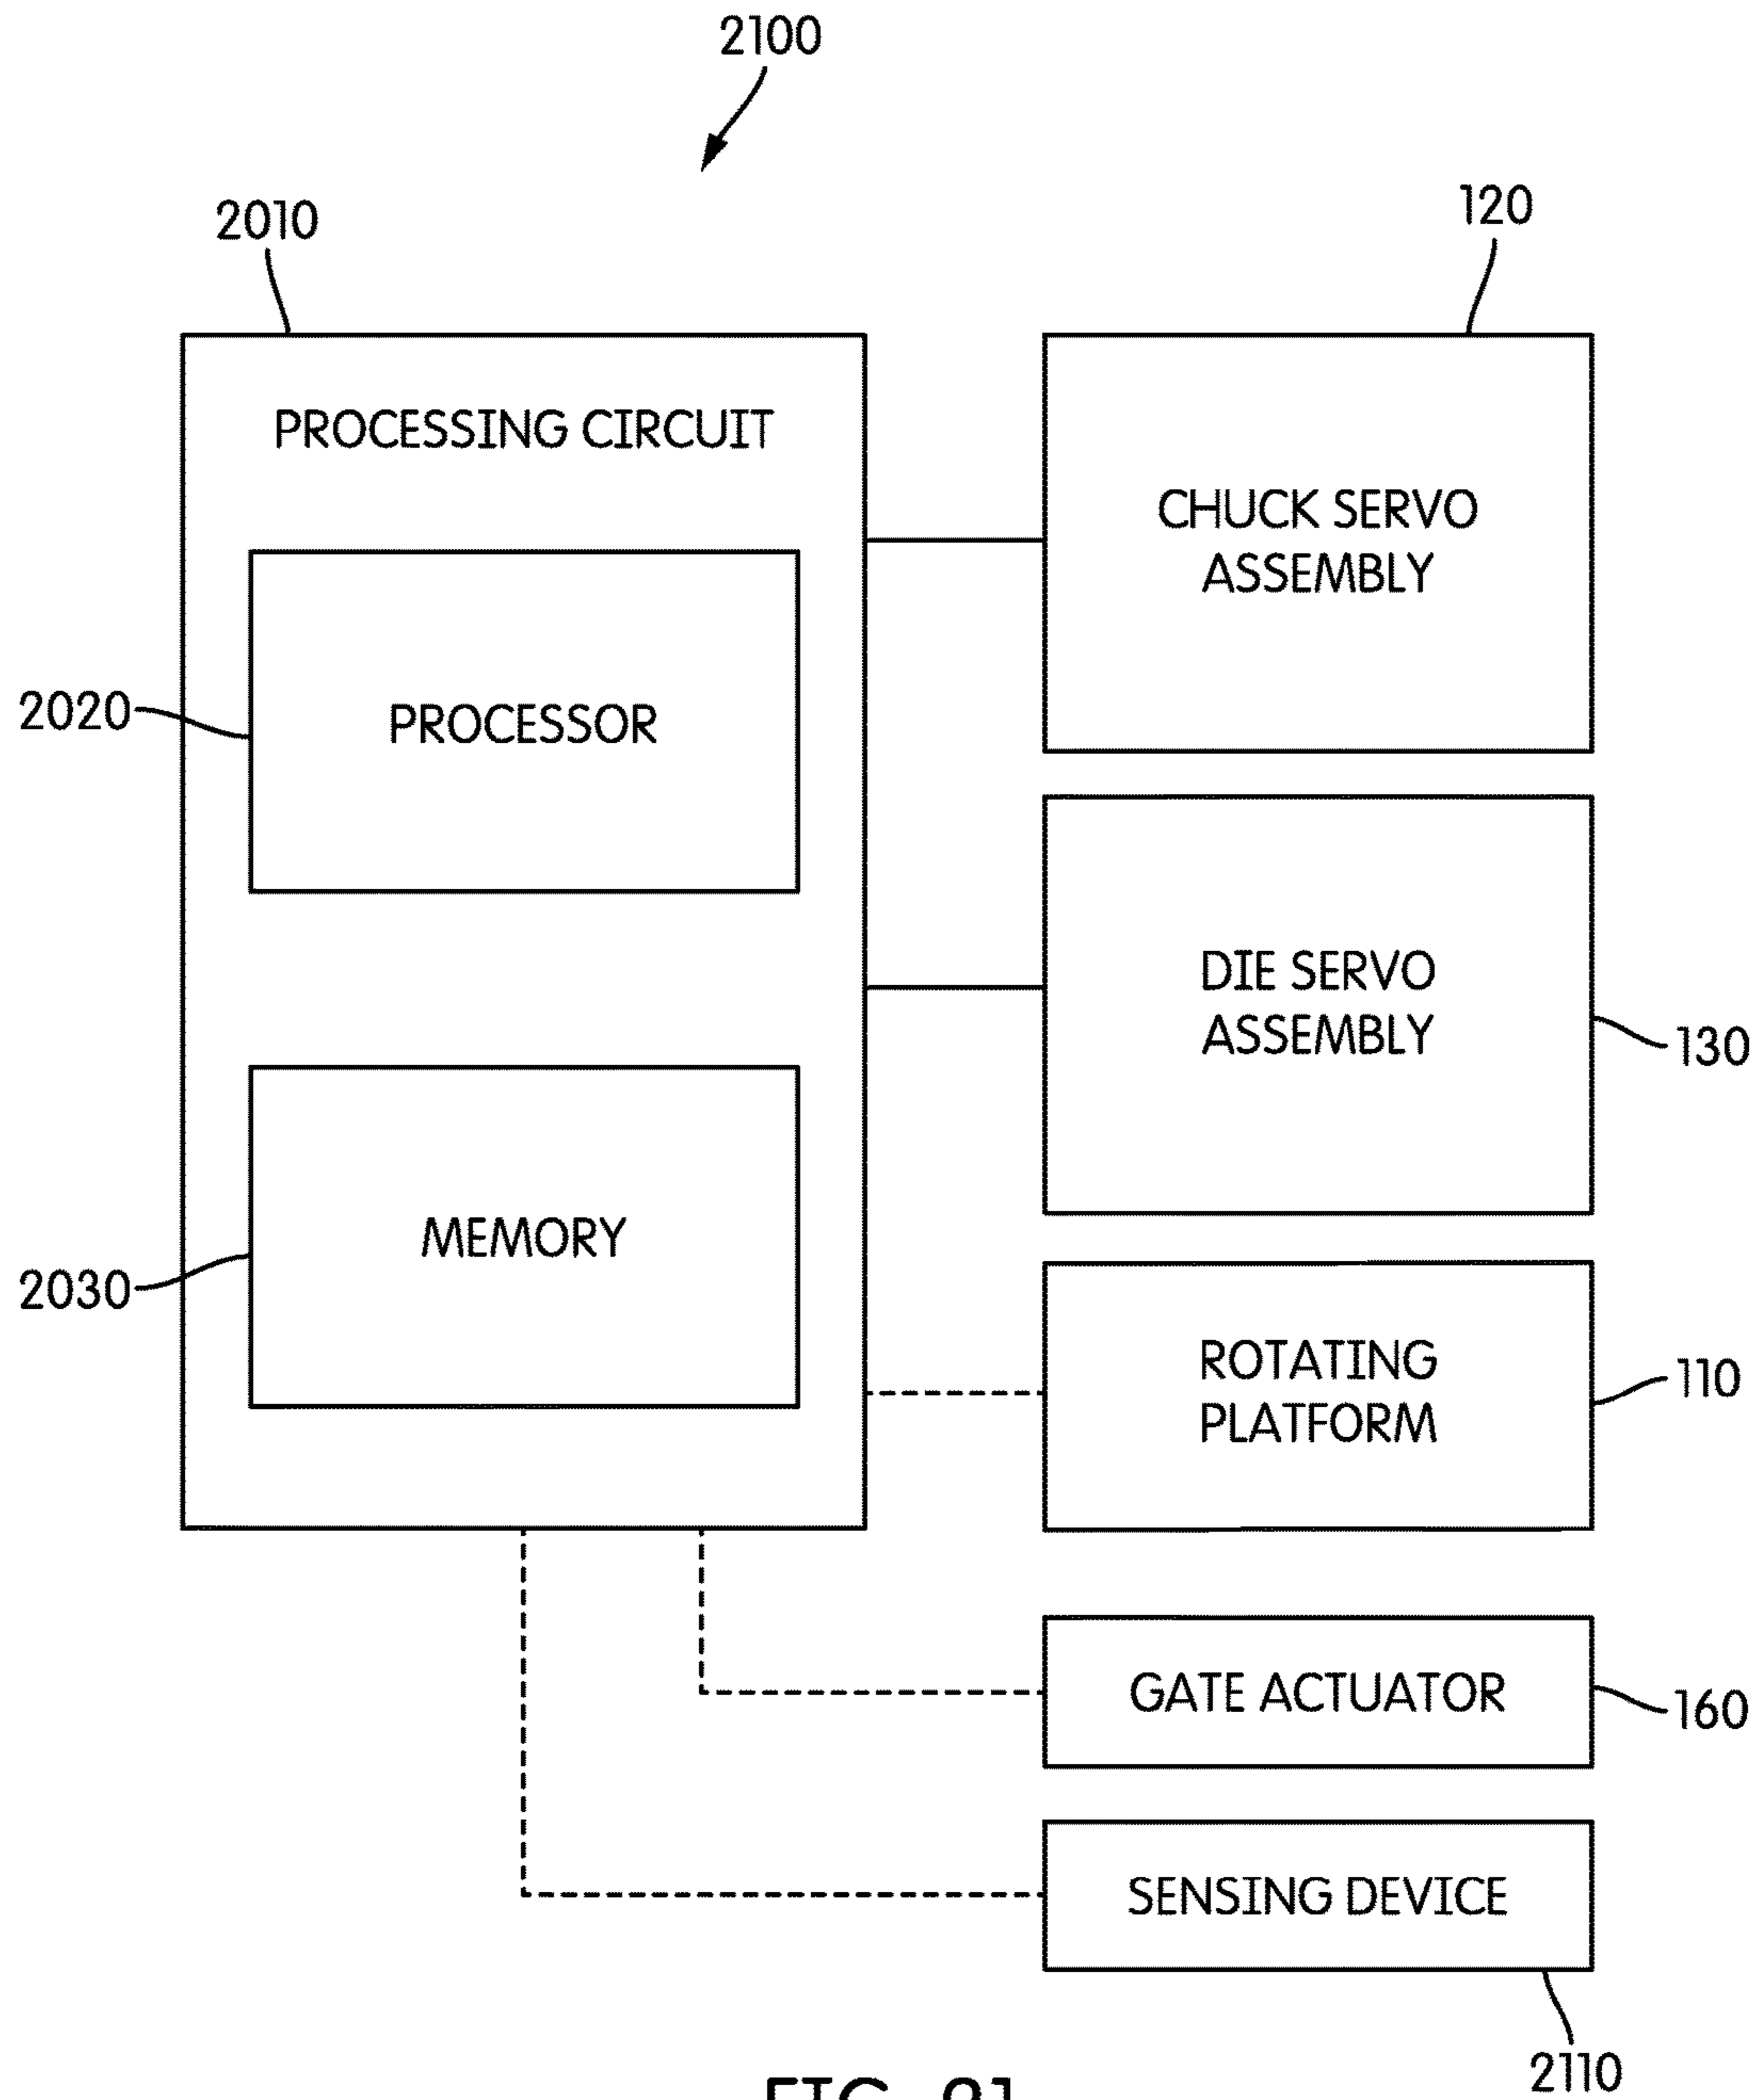 2100
2010
120
PROCESSING CIRCUIT
CHUCK SERVO
ASSEMBLY
2020
PROCESSOR
DIE SERVO
ASSEMBLY
130
2030
MEMORY
ROTATING
PLATFORM
110
GATE ACTUATOR
160
SENSING DEVICE
2110